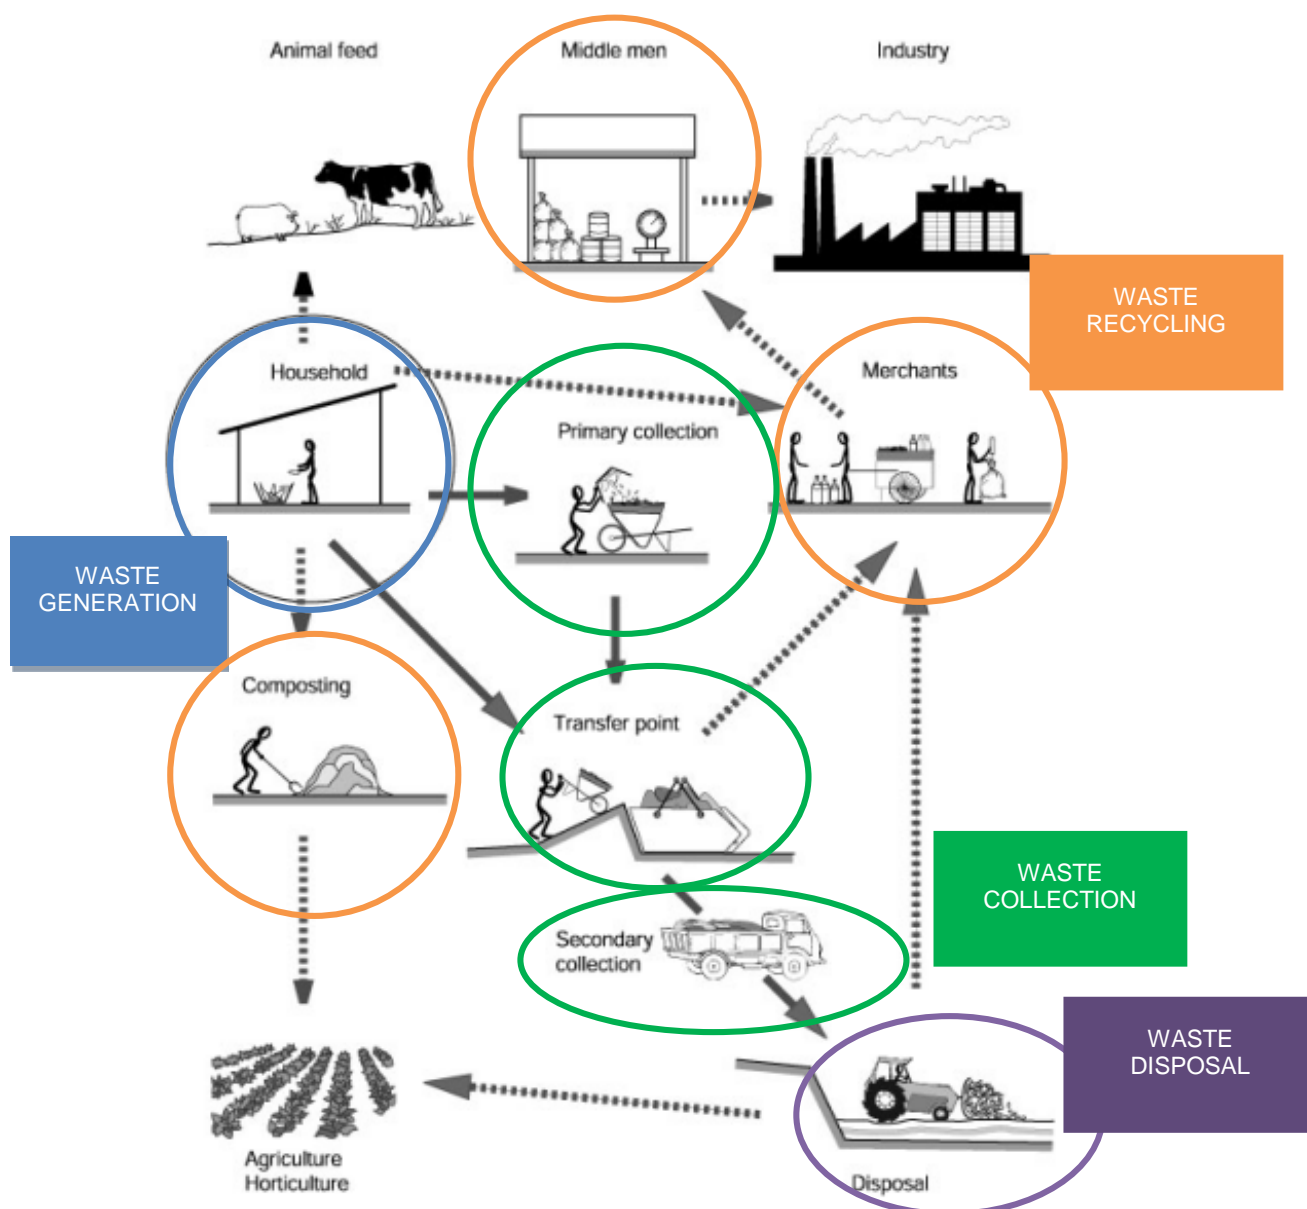 Animal feed
Middle men
Industry
WASTE
RECYCLING
Household
Merchants
Primary collection
WASTE
GENERATION
Composting
Transfer point
WASTE
COLLECTION
Secondary
collection
WASTE
DISPOSAL
Agriculture
Horticulture
Disposal